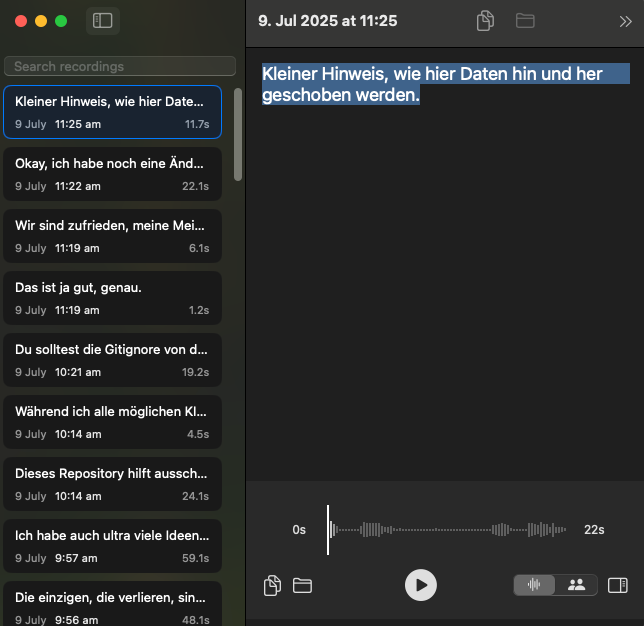 9. Jul 2025 at 11:25
Search recordings
Kleiner Hinweis, wie hier Date...
9 July 11:25 am 11.7s
Okay, ich habe noch eine Änd...
9 July 11:22 am 22.1s
Wir sind zufrieden, meine Mei...
9 July 11:19 am 6.1s
Das ist ja gut, genau.
9 July 11:19 am 1.2s
Du solltest die Gitignore von d...
9 July 10:21 am 19.2s
Während ich alle möglichen Kl...
9 July 10:14 am 4.5s
Dieses Repository hilft aussch...
9 July 10:14 am 24.1s
Ich habe auch ultra viele Ideen...
9 July 9:57 am 59.1s
Die einzigen, die verlieren, sin...
9 July 9:56 am 48.1s
Kleiner Hinweis, wie hier Daten hin und her
geschoben werden.
0s 22s